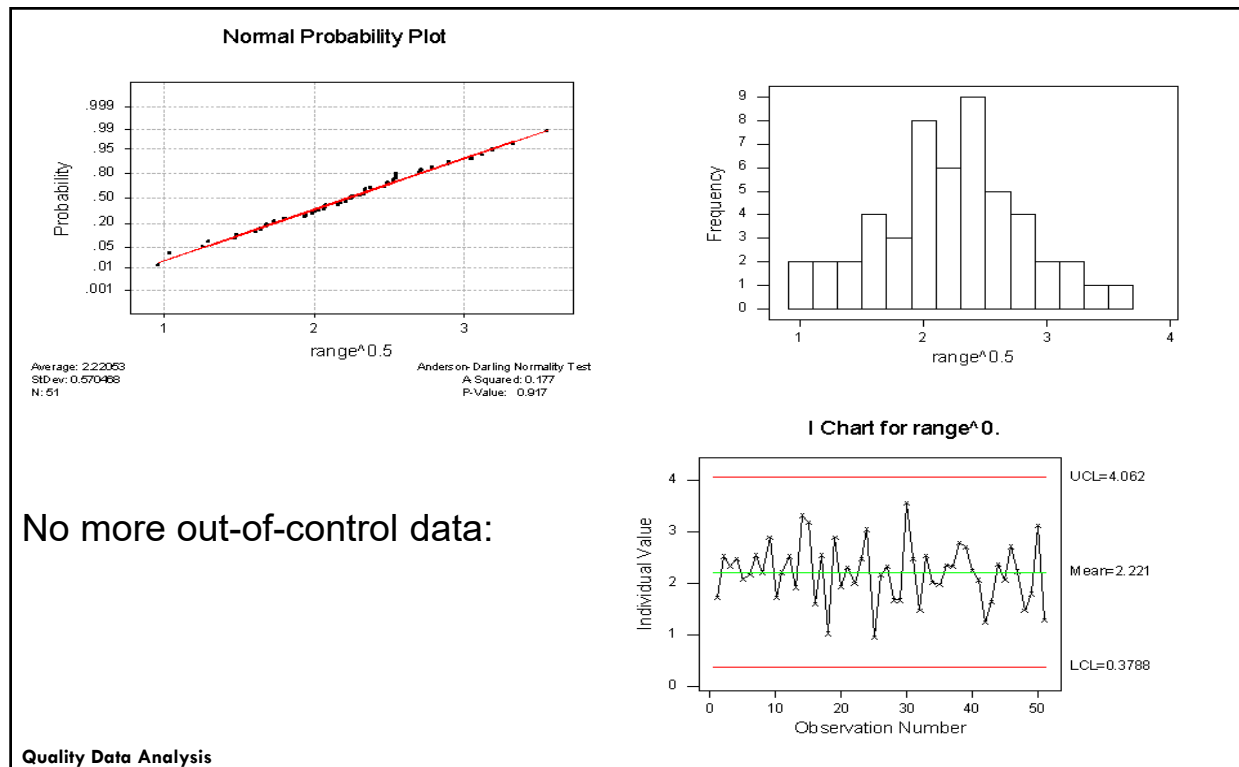 Normal Probability Plot
.999
.99
.95
.80
.50
.20
.05
.01
.001
Probability
1 2 3
range^0.5
Average: 2.22053
StDev: 0.570468
N: 51
Anderson-Darling Normality Test
A-Squared: 0.177
P-Value: 0.917
9
8
7
6
5
4
3
2
1
0
Frequency
1 2 3 4
range^0.5
No more out-of-control data:
I Chart for range^0.
4
3
2
1
0
Individual Value
UCL=4.062
Mean=2.221
LCL=0.3788
0 10 20 30 40 50
Observation Number
Quality Data Analysis